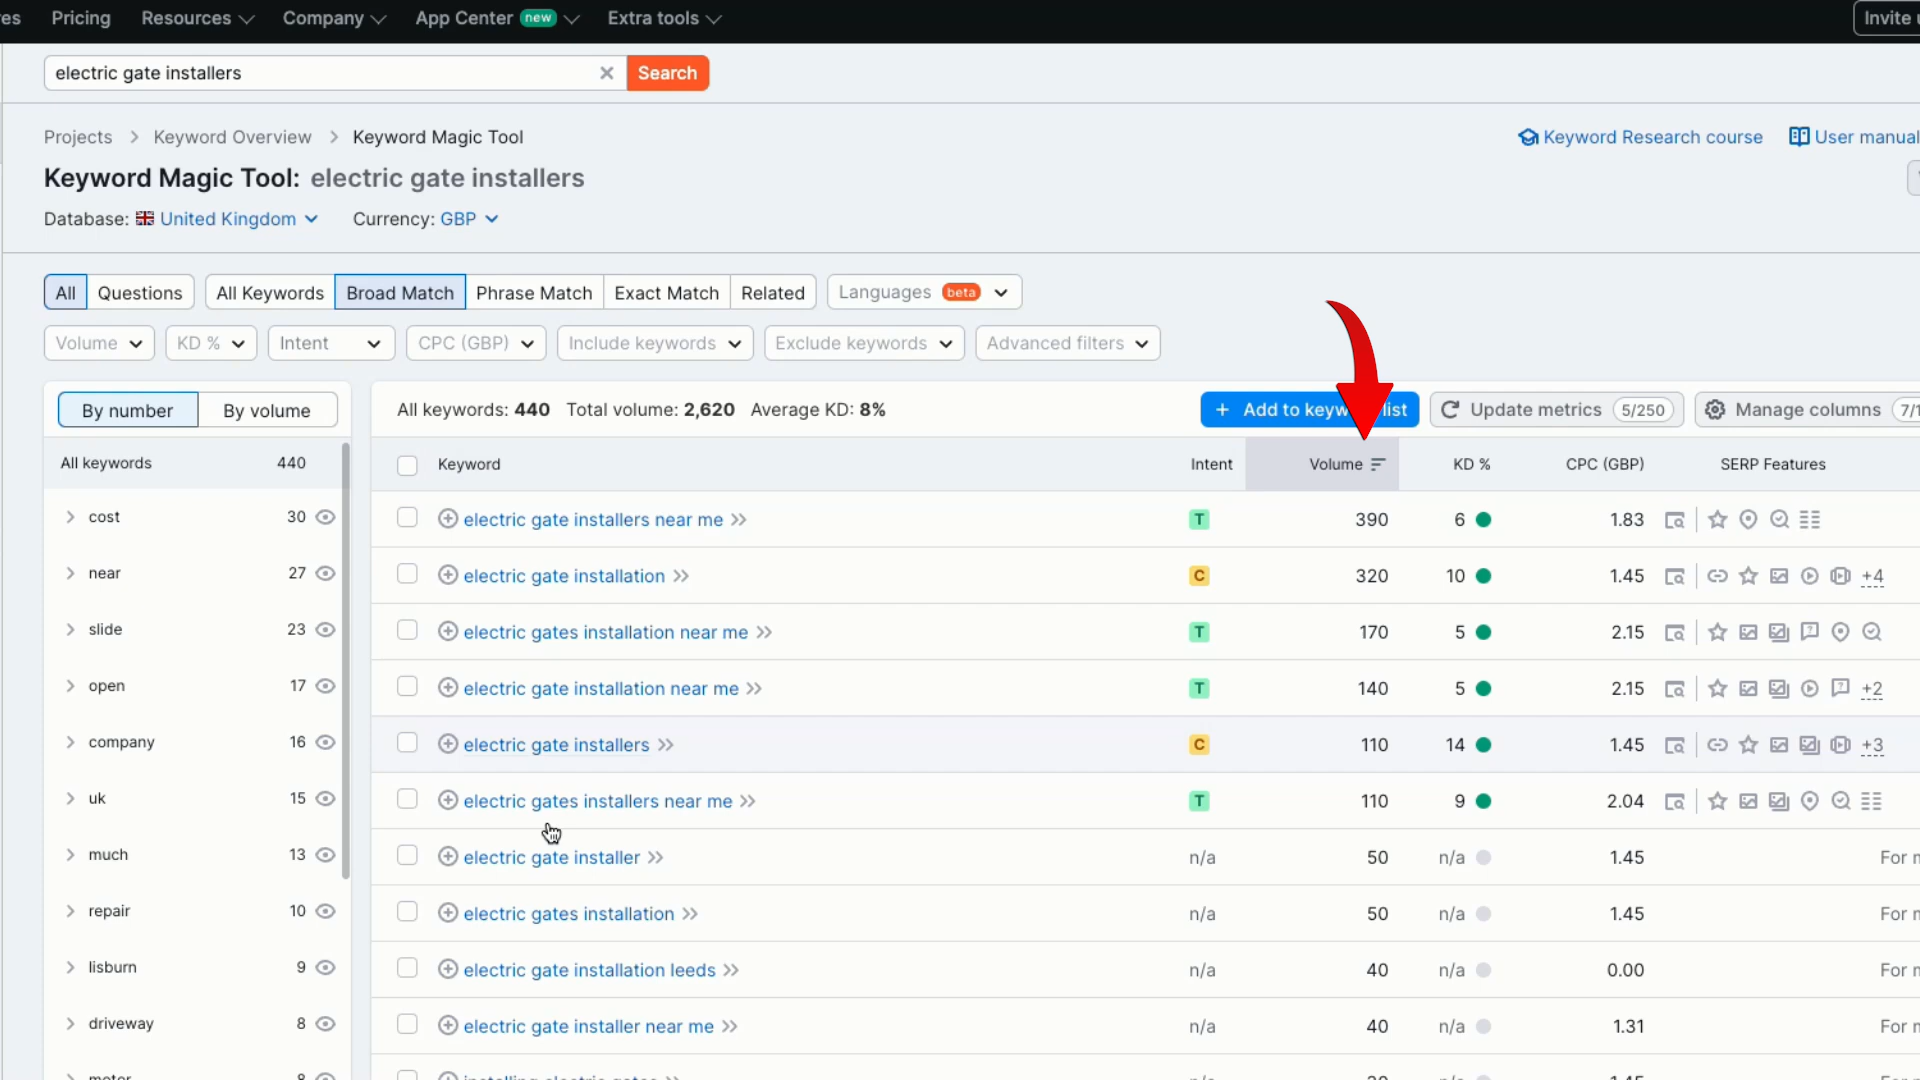 es Pricing Resources Company App Center new Extra tools Invite
electric gate installers Search
Projects Keyword Overview Keyword Magic Tool Keyword Research course User manual
Keyword Magic Tool: electric gate installers
Database: United Kingdom Currency: GBP
All Questions All Keywords Broad Match Phrase Match Exact Match Related Languages beta
Volume KD % Intent CPC (GBP) Include keywords Exclude keywords Advanced filters
By number By volume All keywords: 440 Total volume: 2,620 Average KD: 8% + Add to keyw list Update metrics 5/250 Manage columns 7/1
All keywords 440 Keyword Intent Volume KD % CPC (GBP) SERP Features
cost 30 electric gate installers near me T 390 6 1.83
near 27 electric gate installation C 320 10 1.45 +4
slide 23 electric gates installation near me T 170 5 2.15
open 17 electric gate installation near me T 140 5 2.15 +2
company 16 electric gate installers C 110 14 1.45 +3
uk 15 electric gates installers near me T 110 9 2.04
much 13 electric gate installer n/a 50 n/a 1.45 For
repair 10 electric gates installation n/a 50 n/a 1.45 For
lisburn 9 electric gate installation leeds n/a 40 n/a 0.00 For
driveway 8 electric gate installer near me n/a 40 n/a 1.31 For